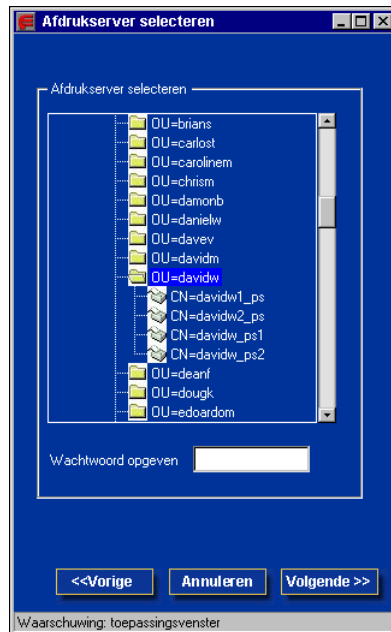 Afdrukserver selecteren
Afdrukserver selecteren
OU=brians
OU=carlost
OU=carolinem
OU=chrism
OU=damonb
OU=danielw
OU=davev
OU=davidm
OU=davidw
CN=davidw1_ps
CN=davidw2_ps
CN=davidw_ps1
CN=davidw_ps2
OU=deanf
OU=dougk
OU=edoardom
Wachtwoord opgeven
<<Vorige Annuleren Volgende >>
Waarschuwing: toepassingsvenster